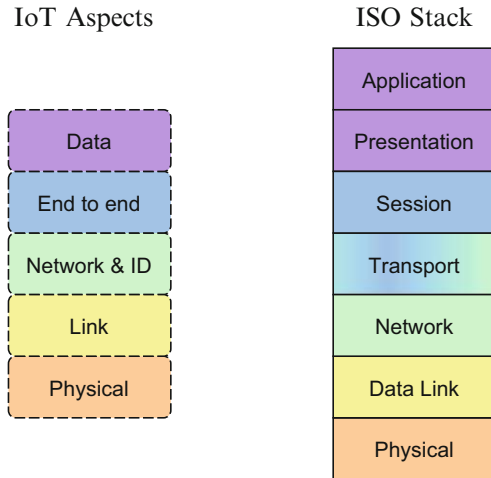 IoT Aspects
Data
End to end
Network & ID
Link
Physical
ISO Stack
Application
Presentation
Session
Transport
Network
Data Link
Physical